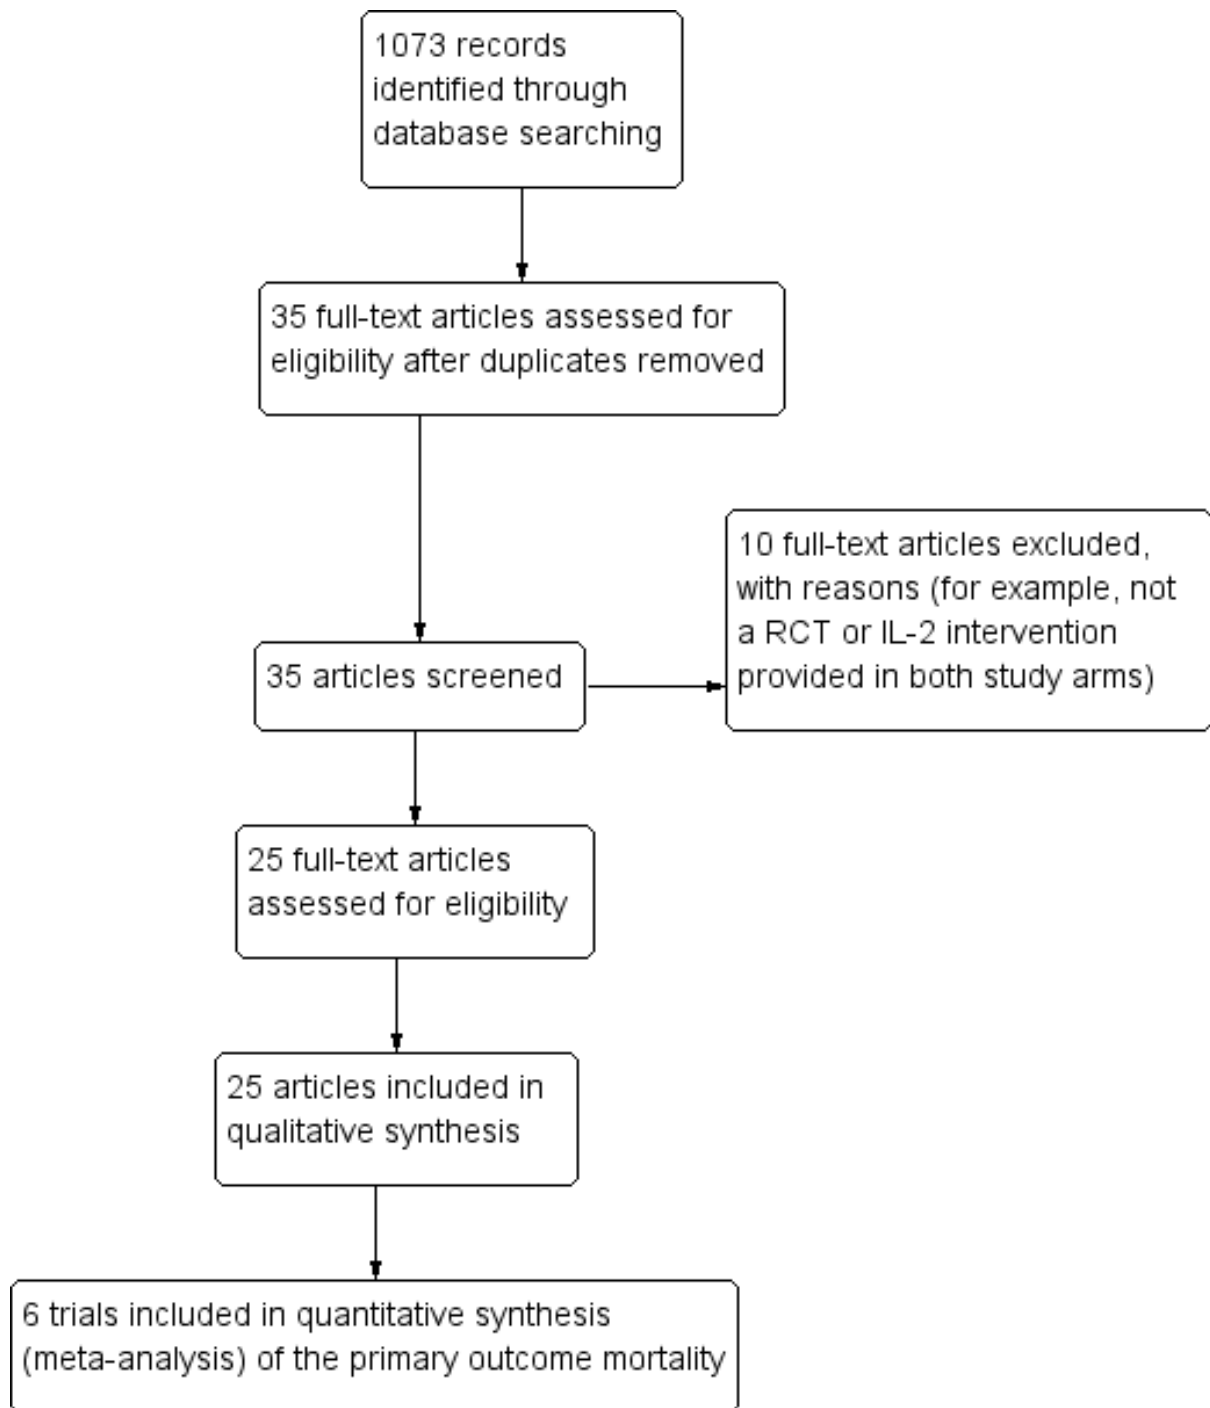 1073 records
identified through
database searching
35 full-text articles assessed for
eligibility after duplicates removed
10 full-text articles excluded,
with reasons (for example, not
a RCT or IL-2 intervention
provided in both study arms)
35 articles screened
25 full-text articles
assessed for eligibility
25 articles included in
qualitative synthesis
6 trials included in quantitative synthesis
(meta-analysis) of the primary outcome mortality